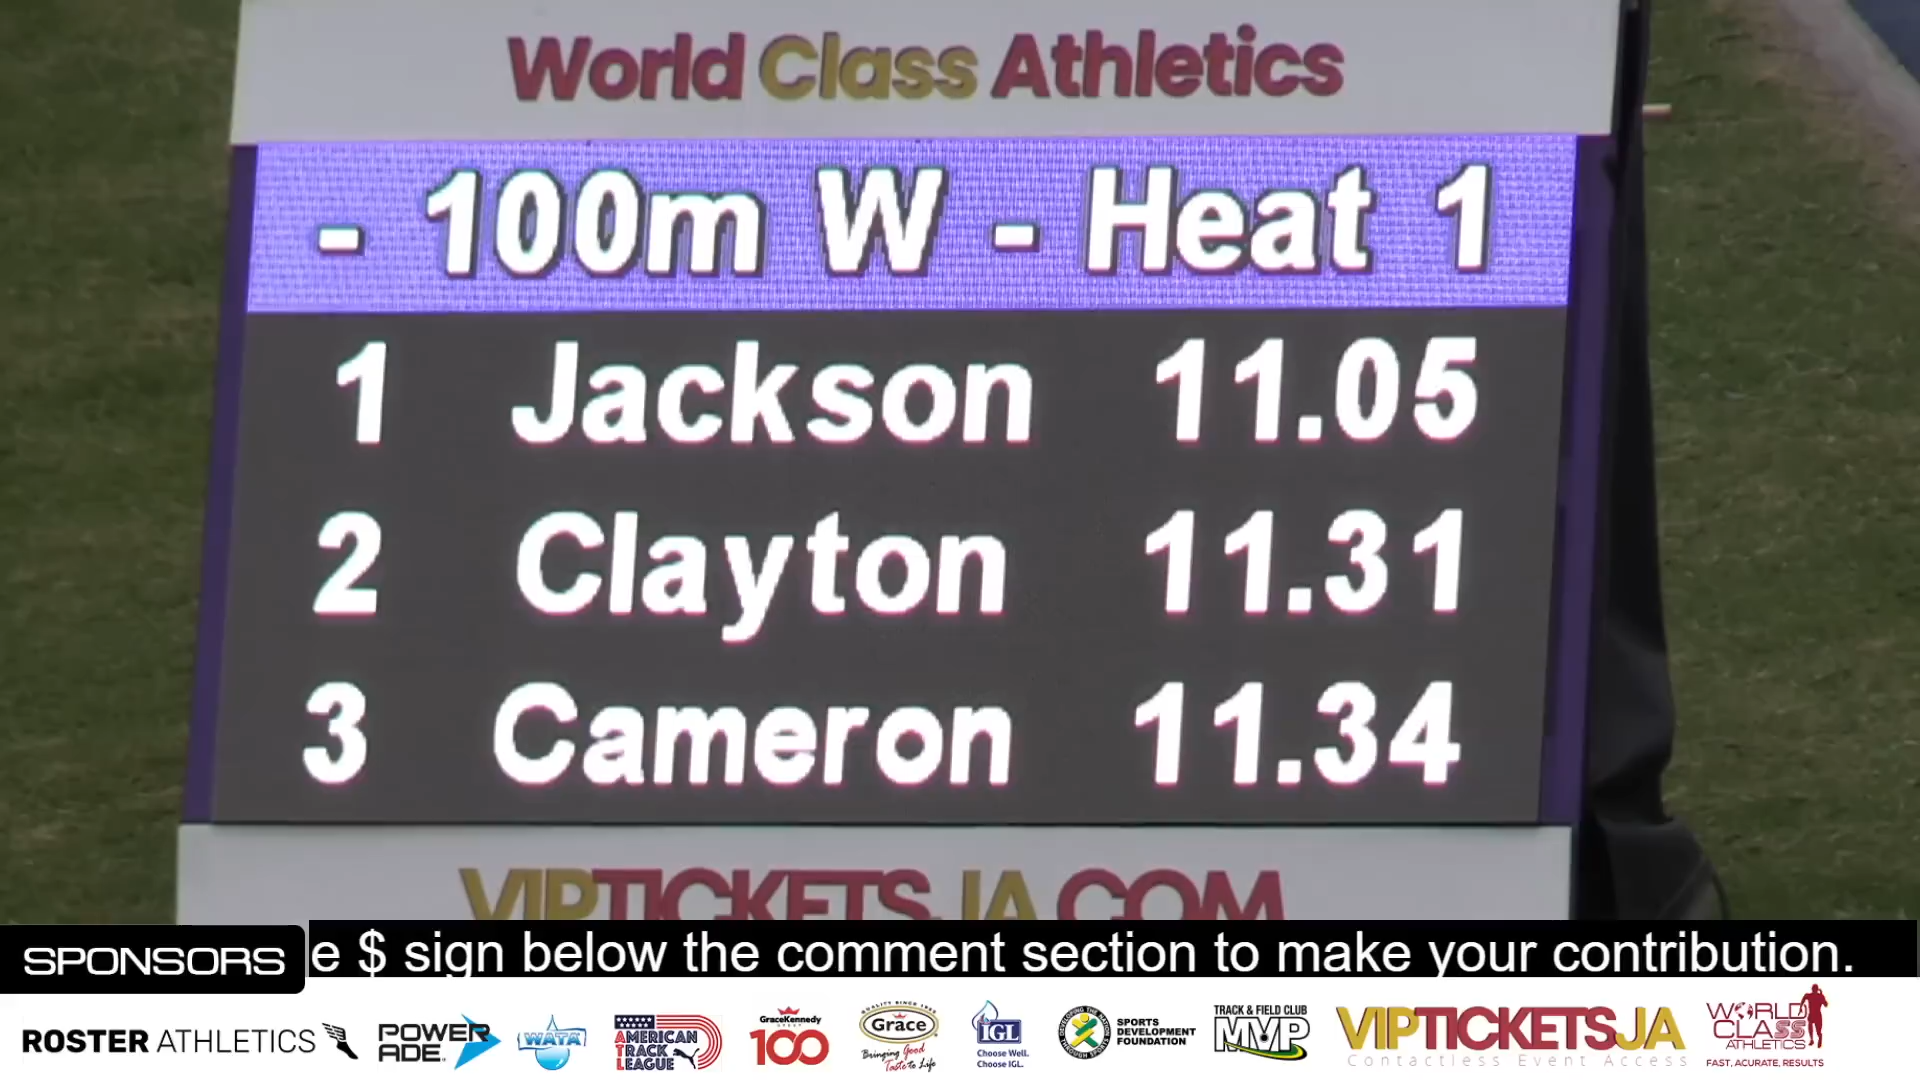 World Class Athletics
- 100m W - Heat 1
1 Jackson 11.05
2 Clayton 11.31
3 Cameron 11.34
VIPTICKETSJA.COM
SPONSORS
e $ sign below the comment section to make your contribution.
ROSTER ATHLETICS
POWERADE
WATA
AMERICAN TRACK LEAGUE
GraceKennedy
100
QUALITY SINCE 1922
Grace
Bringing Good Taste to Life
IGL
Choose Well.
Choose IGL.
SPORTS DEVELOPMENT FOUNDATION
TRACK & FIELD CLUB
MVP
VIPTICKETSJA
Contactless Event Access
WORLD CLASS ATHLETICS
FAST, ACURATE, RESULTS